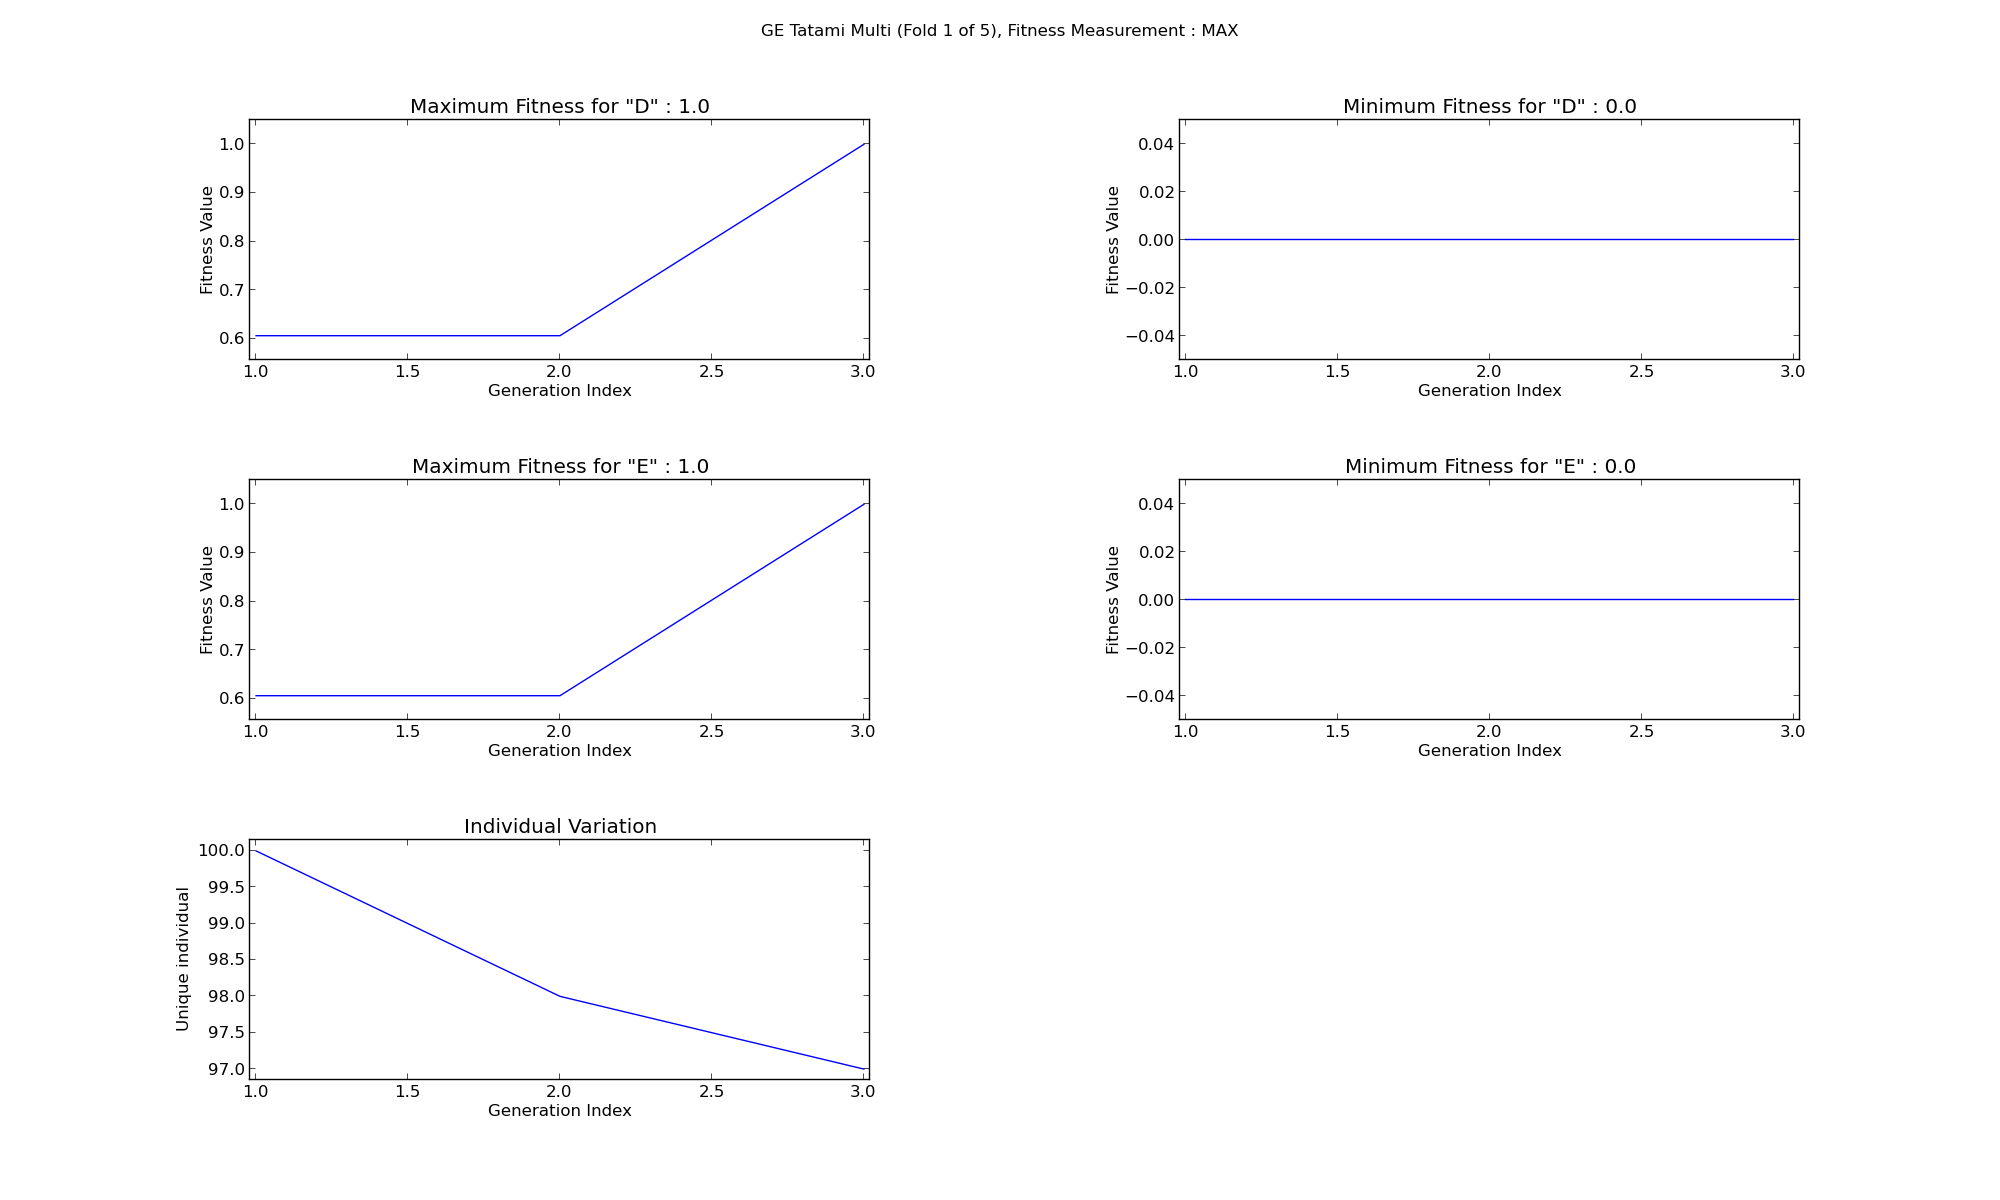 GE Tatami Multi (Fold 1 of 5), Fitness Measurement : MAX
Maximum Fitness for "D" : 1.0
Fitness Value
1.0
0.9
0.8
0.7
0.6
1.0 1.5 2.0 2.5 3.0
Generation Index
Minimum Fitness for "D" : 0.0
Fitness Value
0.04
0.02
0.00
−0.02
−0.04
1.0 1.5 2.0 2.5 3.0
Generation Index
Maximum Fitness for "E" : 1.0
Fitness Value
1.0
0.9
0.8
0.7
0.6
1.0 1.5 2.0 2.5 3.0
Generation Index
Minimum Fitness for "E" : 0.0
Fitness Value
0.04
0.02
0.00
−0.02
−0.04
1.0 1.5 2.0 2.5 3.0
Generation Index
Individual Variation
Unique individual
100.0
99.5
99.0
98.5
98.0
97.5
97.0
1.0 1.5 2.0 2.5 3.0
Generation Index